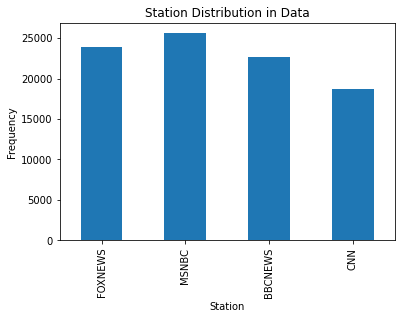 Station Distribution in Data
25000
20000
15000
10000
5000
0
Frequency
FOXNEWS
MSNBC
BBCNEWS
CNN
Station